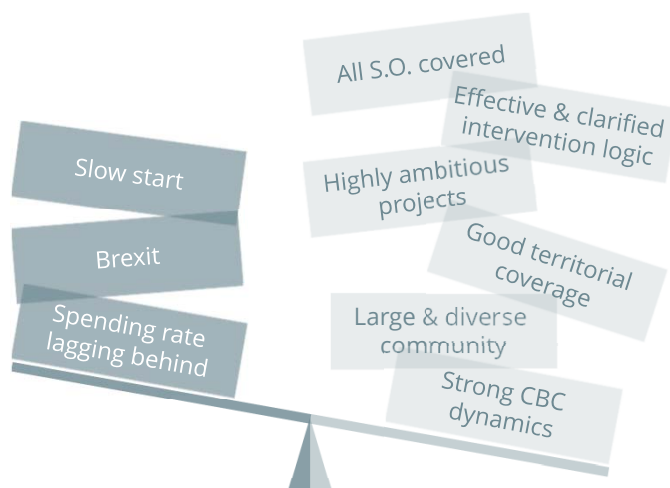 Slow start
Brexit
Spending rate
lagging behind
All S.O. covered
Effective & clarified
intervention logic
Highly ambitious
projects
Good territorial
coverage
Large & diverse
community
Strong CBC
dynamics